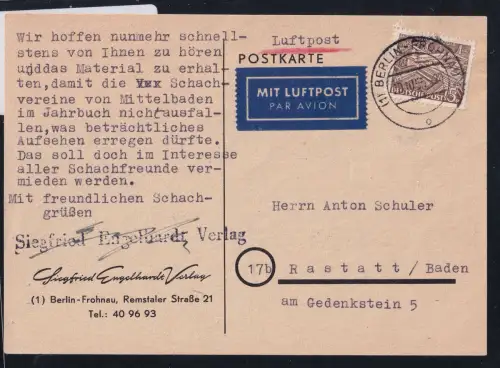 Wir hoffen nunmehr schnell-
stens von Ihnen zu hören
unddas Material zu erhal-
ten,damit die Schach-
vereine von Mittelbaden
im Jahrbuch nicht ausfal-
len,was beträchtliches
Aufsehen erregen dürfte.
Das soll doch im Interesse
aller Schachfreunde ver-
mieden werden.
Mit freundlichen Schach-
grüßen
Siegfried Engelhardt Verlag
Siegfried Engelhardt Verlag
(1) Berlin-Frohnau, Remstaler Straße 21
Tel.: 40 96 93
Luftpost
POSTKARTE
MIT LUFTPOST
PAR AVION
(1) BERLIN-FROHNAU
DEUTSCHE POST
Herrn Anton Schuler
17b
Rastatt/Baden
am Gedenkstein 5